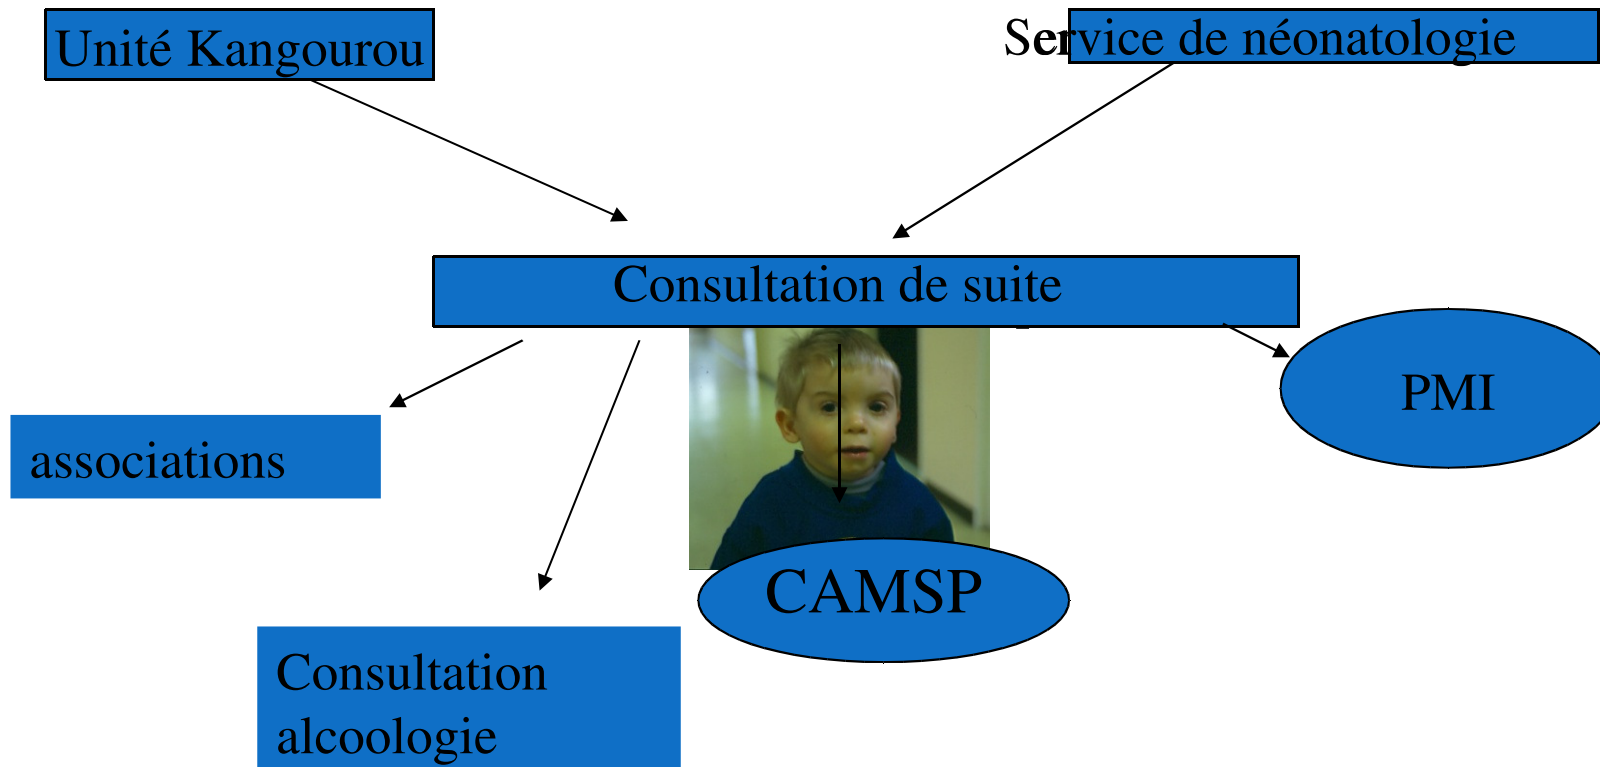 Unité Kangourou
Service de néonatologie
Consultation de suite
PMI
associations
CAMSP
Consultation
alcoologie